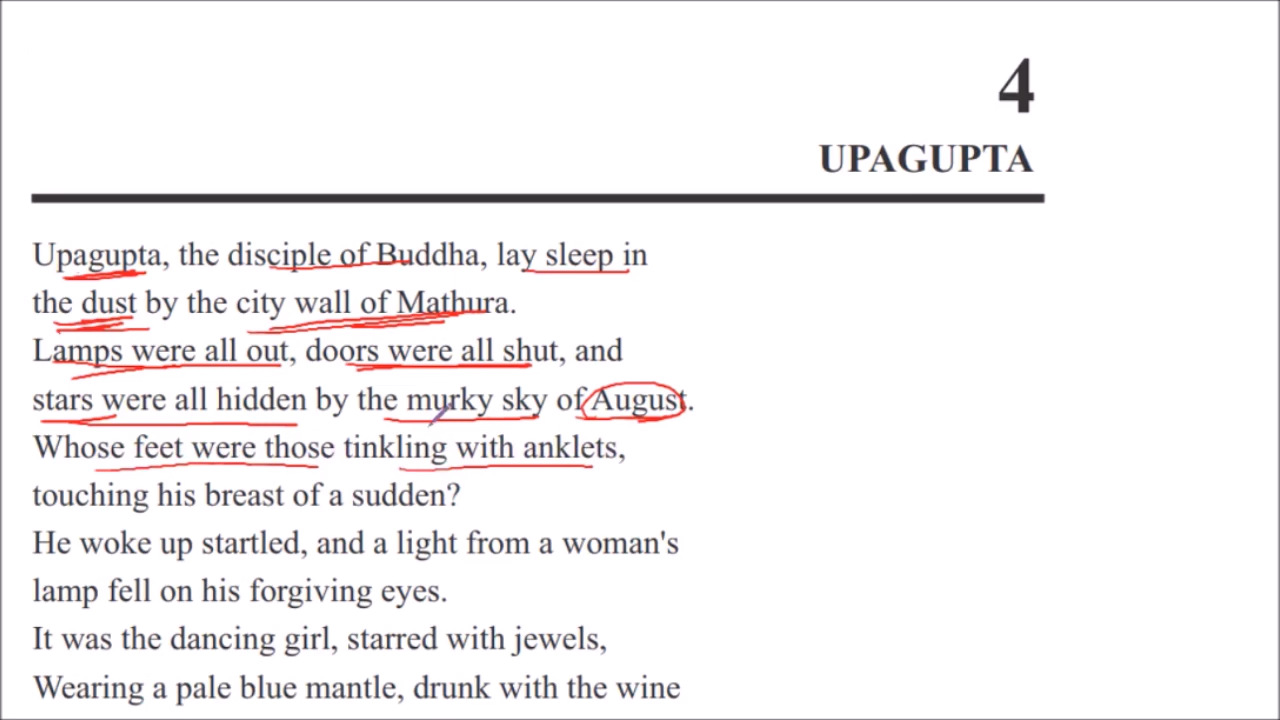 4
UPAGUPTA
Upagupta, the disciple of Buddha, lay sleep in
the dust by the city wall of Mathura.
Lamps were all out, doors were all shut, and
stars were all hidden by the murky sky of August.
Whose feet were those tinkling with anklets,
touching his breast of a sudden?
He woke up startled, and a light from a woman's
lamp fell on his forgiving eyes.
It was the dancing girl, starred with jewels,
Wearing a pale blue mantle, drunk with the wine